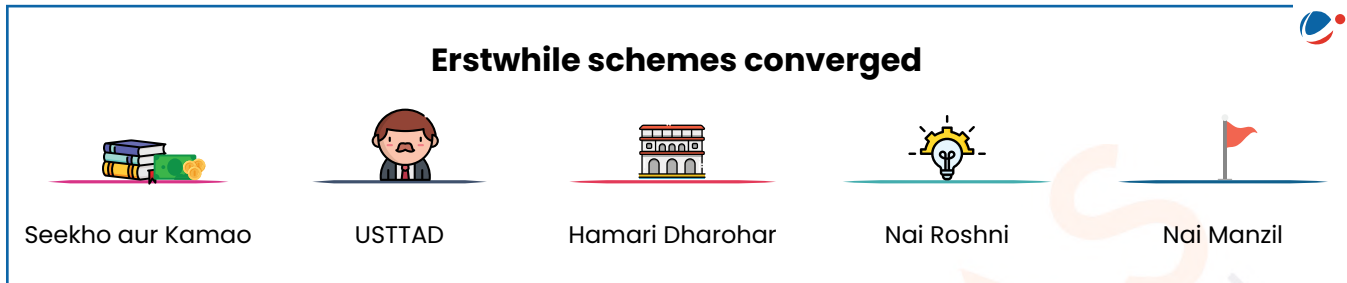 Erstwhile schemes converged
Seekho aur Kamao
USTTAD
Hamari Dharohar
Nai Roshni
Nai Manzil